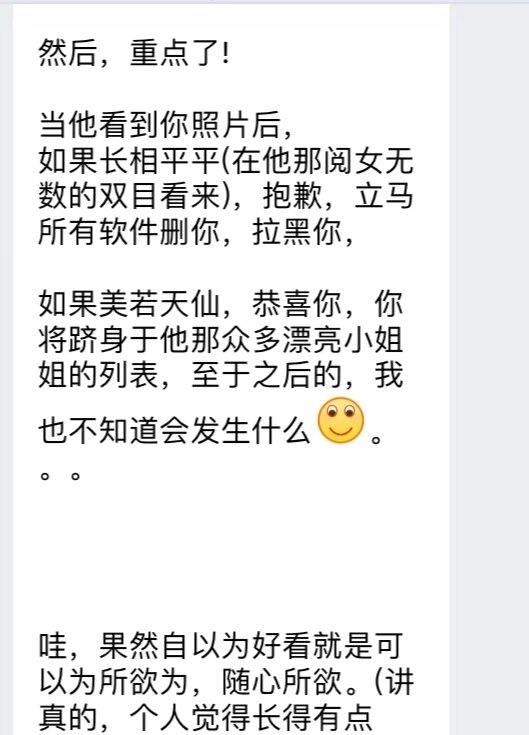 然后，重点了!
当他看到你照片后，
如果长相平平(在他那阅女无
数的双目看来)，抱歉，立马
所有软件删你，拉黑你，
如果美若天仙，恭喜你，你
将跻身于他那众多漂亮小姐
姐的列表，至于之后的，我
也不知道会发生什么。
。。
哇，果然自以为好看就是可
以为所欲为，随心所欲。(讲
真的，个人觉得长得有点